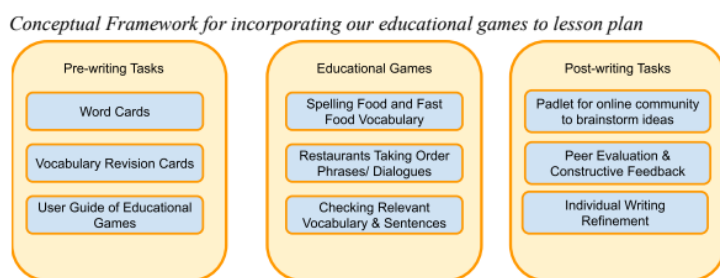 Conceptual Framework for incorporating our educational games to lesson plan
Pre-writing Tasks
Word Cards
Vocabulary Revision Cards
User Guide of Educational
Games
Educational Games
Spelling Food and Fast
Food Vocabulary
Restaurants Taking Order
Phrases/ Dialogues
Checking Relevant
Vocabulary & Sentences
Post-writing Tasks
Padlet for online community
to brainstorm ideas
Peer Evaluation &
Constructive Feedback
Individual Writing
Refinement